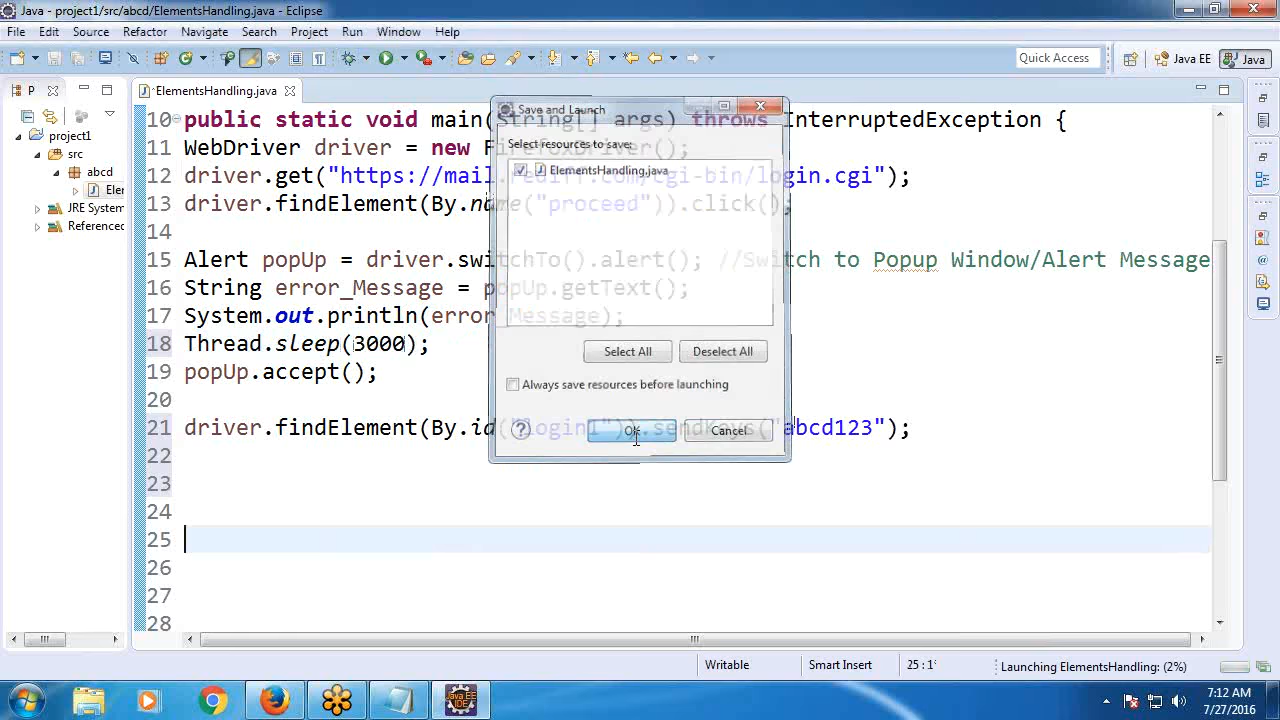 Java - project1/src/abcd/ElementsHandling.java - Eclipse
File Edit Source Refactor Navigate Search Project Run Window Help
Quick Access
Java EE
Java
P
*ElementsHandling.java
project1
src
abcd
Eler
JRE System
Referenced
10 public static void main(String[] args) throws InterruptedException {
11 WebDriver driver = new FirefoxDriver();
12 driver.get("https://mail.rediff.com/cgi-bin/login.cgi");
13 driver.findElement(By.name("proceed")).click();
14
15 Alert popUp = driver.switchTo().alert(); //Switch to Popup Window/Alert Message
16 String error_Message = popUp.getText();
17 System.out.println(error_Message);
18 Thread.sleep(3000);
19 popUp.accept();
20
21 driver.findElement(By.id("login1")).sendKeys("abcd123");
22
23
24
25
26
27
28
Save and Launch
Select resources to save:
ElementsHandling.java
Select All
Deselect All
Always save resources before launching
OK
Cancel
Writable
Smart Insert
25 : 1
Launching ElementsHandling: (2%)
Java EE
IDE
7:12 AM
7/27/2016